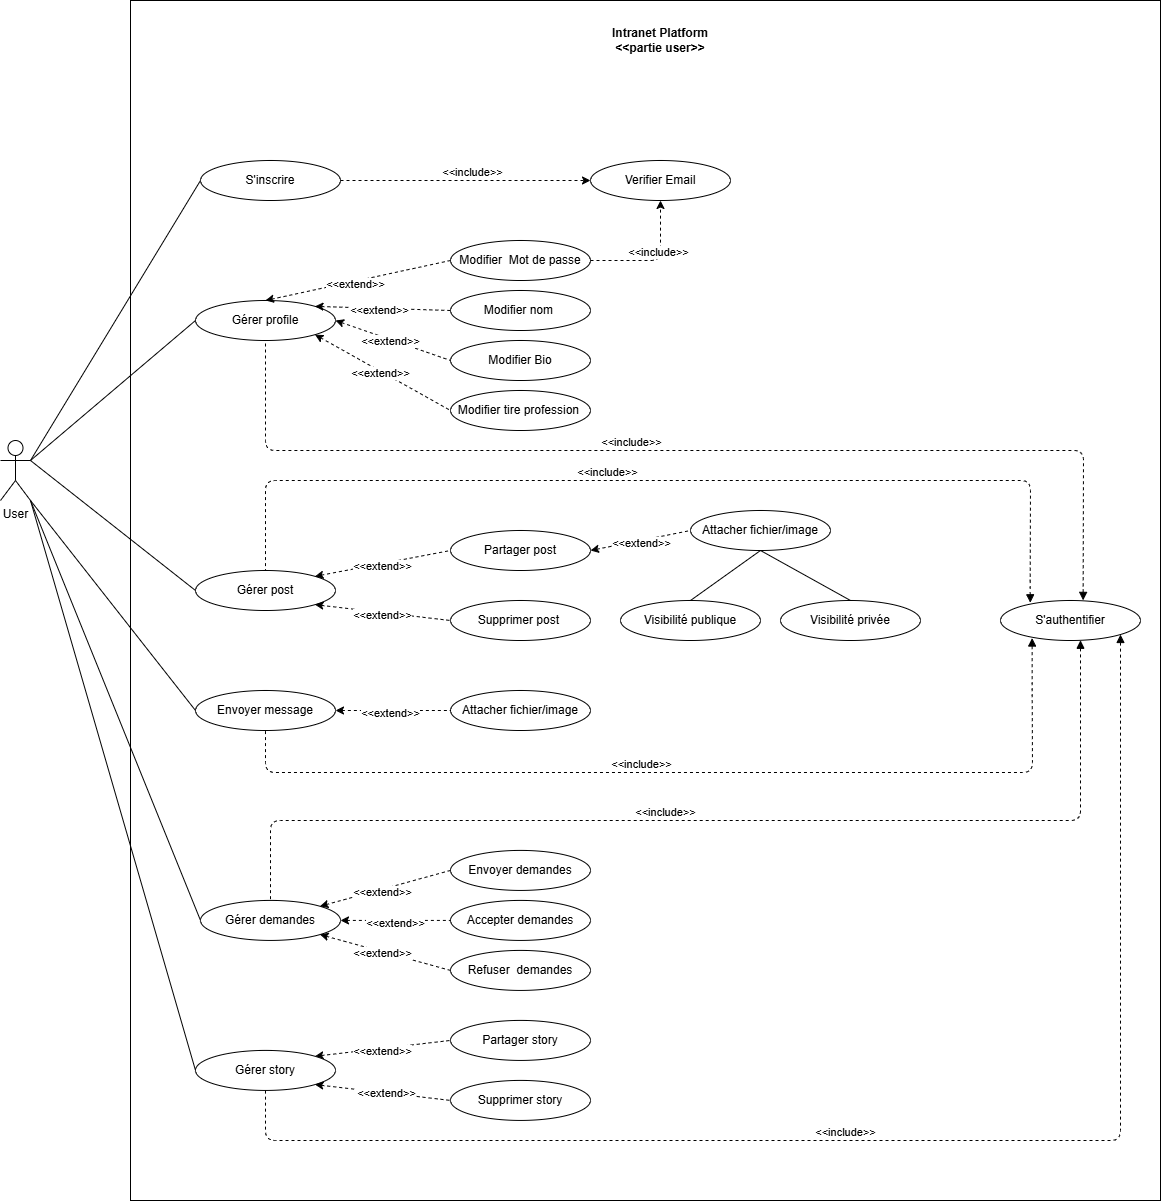 Intranet Platform
<<partie user>>
S'inscrire
<<include>>
Verifier Email
Modifier  Mot de passe
<<include>>
<<extend>>
Modifier nom
<<extend>>
Gérer profile
<<extend>>
Modifier Bio
<<extend>>
Modifier tire profession
<<include>>
<<include>>
User
Attacher fichier/image
<<extend>>
Partager post
<<extend>>
Gérer post
<<extend>>
Supprimer post
Visibilité publique
Visibilité privée
S'authentifier
Envoyer message
<<extend>>
Attacher fichier/image
<<include>>
<<include>>
Envoyer demandes
<<extend>>
Gérer demandes
<<extend>>
Accepter demandes
<<extend>>
Refuser  demandes
Partager story
<<extend>>
Gérer story
<<extend>>
Supprimer story
<<include>>